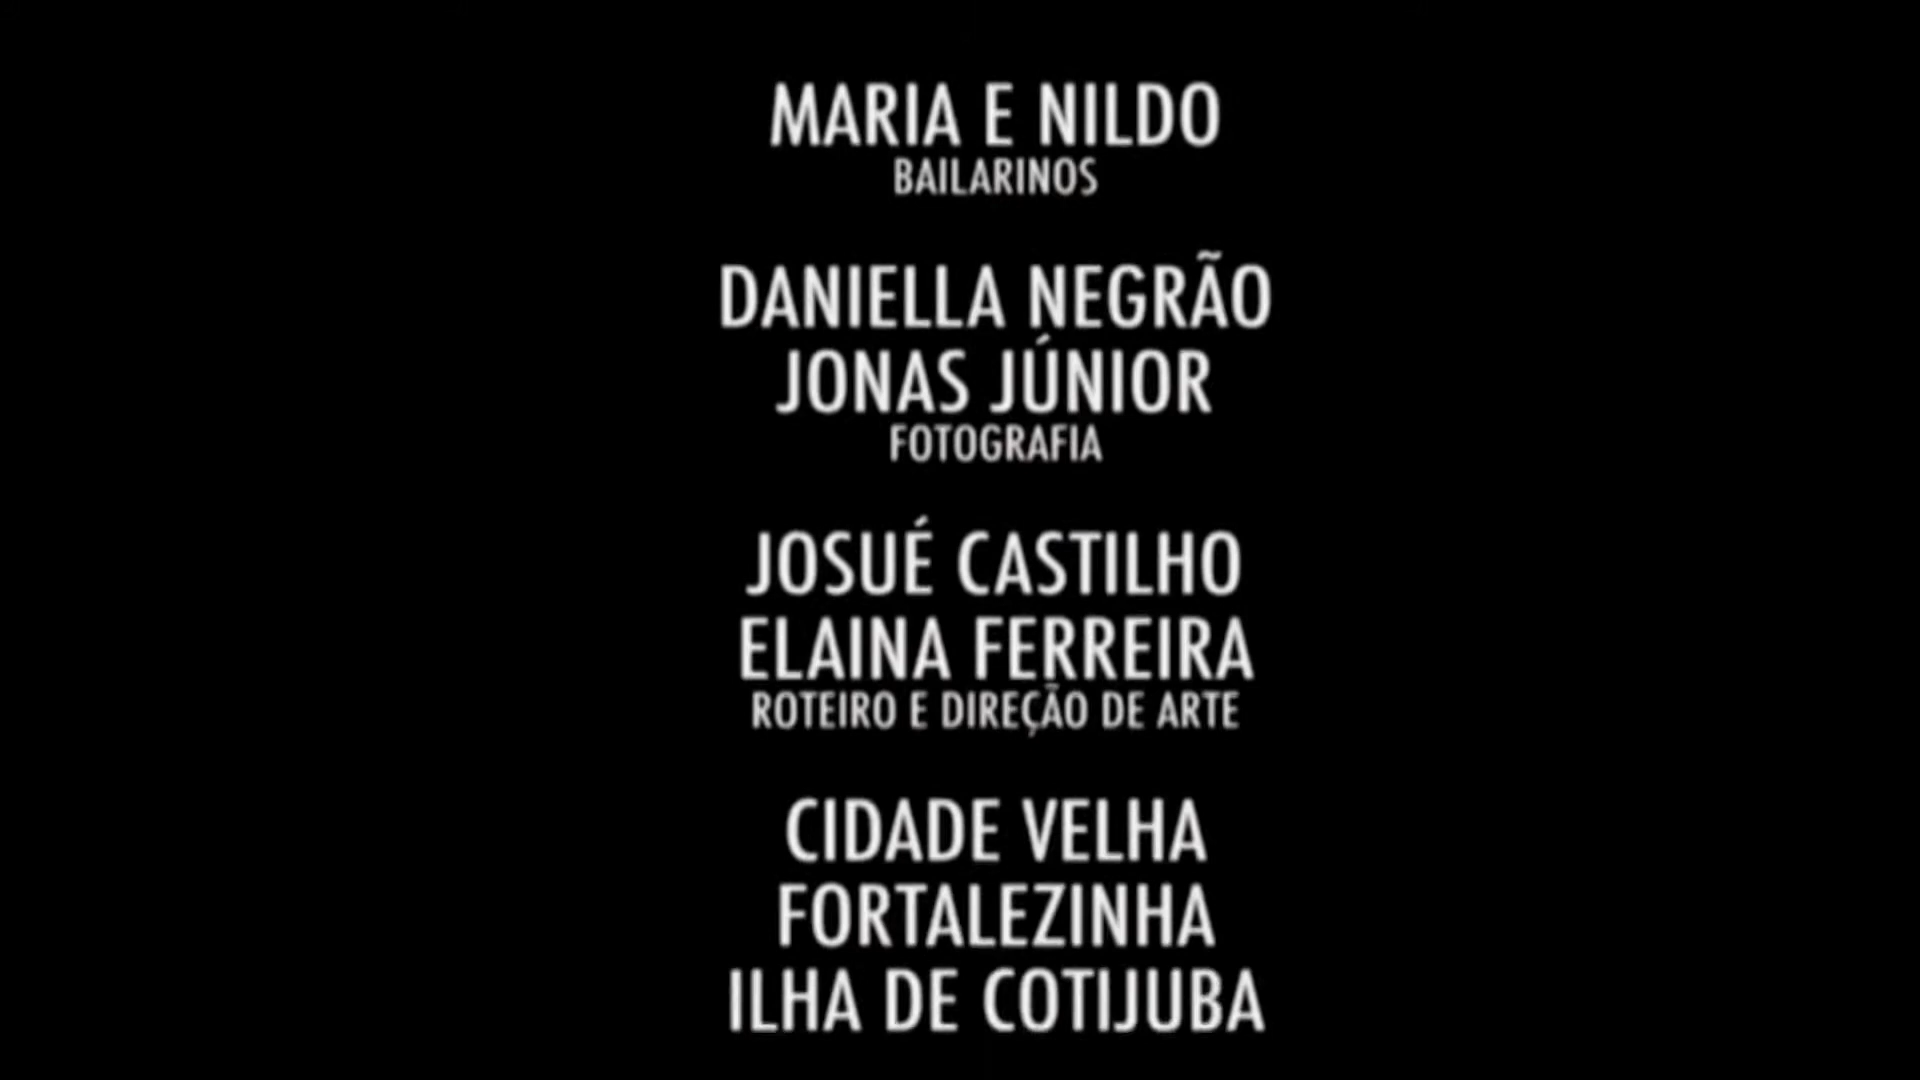 MARIA E NILDO
BAILARINOS
DANIELLA NEGRÃO
JONAS JÚNIOR
FOTOGRAFIA
JOSUÉ CASTILHO
ELAINA FERREIRA
ROTEIRO E DIREÇÃO DE ARTE
CIDADE VELHA
FORTALEZINHA
ILHA DE COTIJUBA